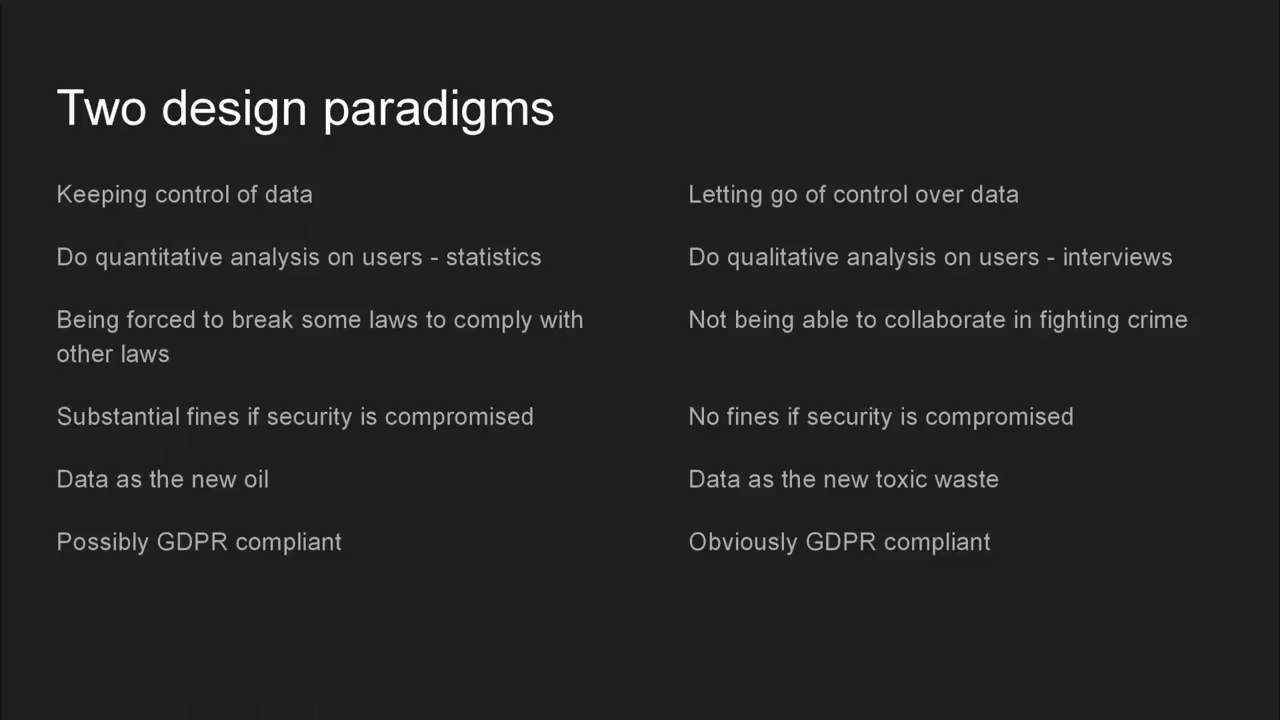 Two design paradigms
Keeping control of data
Do quantitative analysis on users - statistics
Being forced to break some laws to comply with
other laws
Substantial fines if security is compromised
Data as the new oil
Possibly GDPR compliant
Letting go of control over data
Do qualitative analysis on users - interviews
Not being able to collaborate in fighting crime
No fines if security is compromised
Data as the new toxic waste
Obviously GDPR compliant